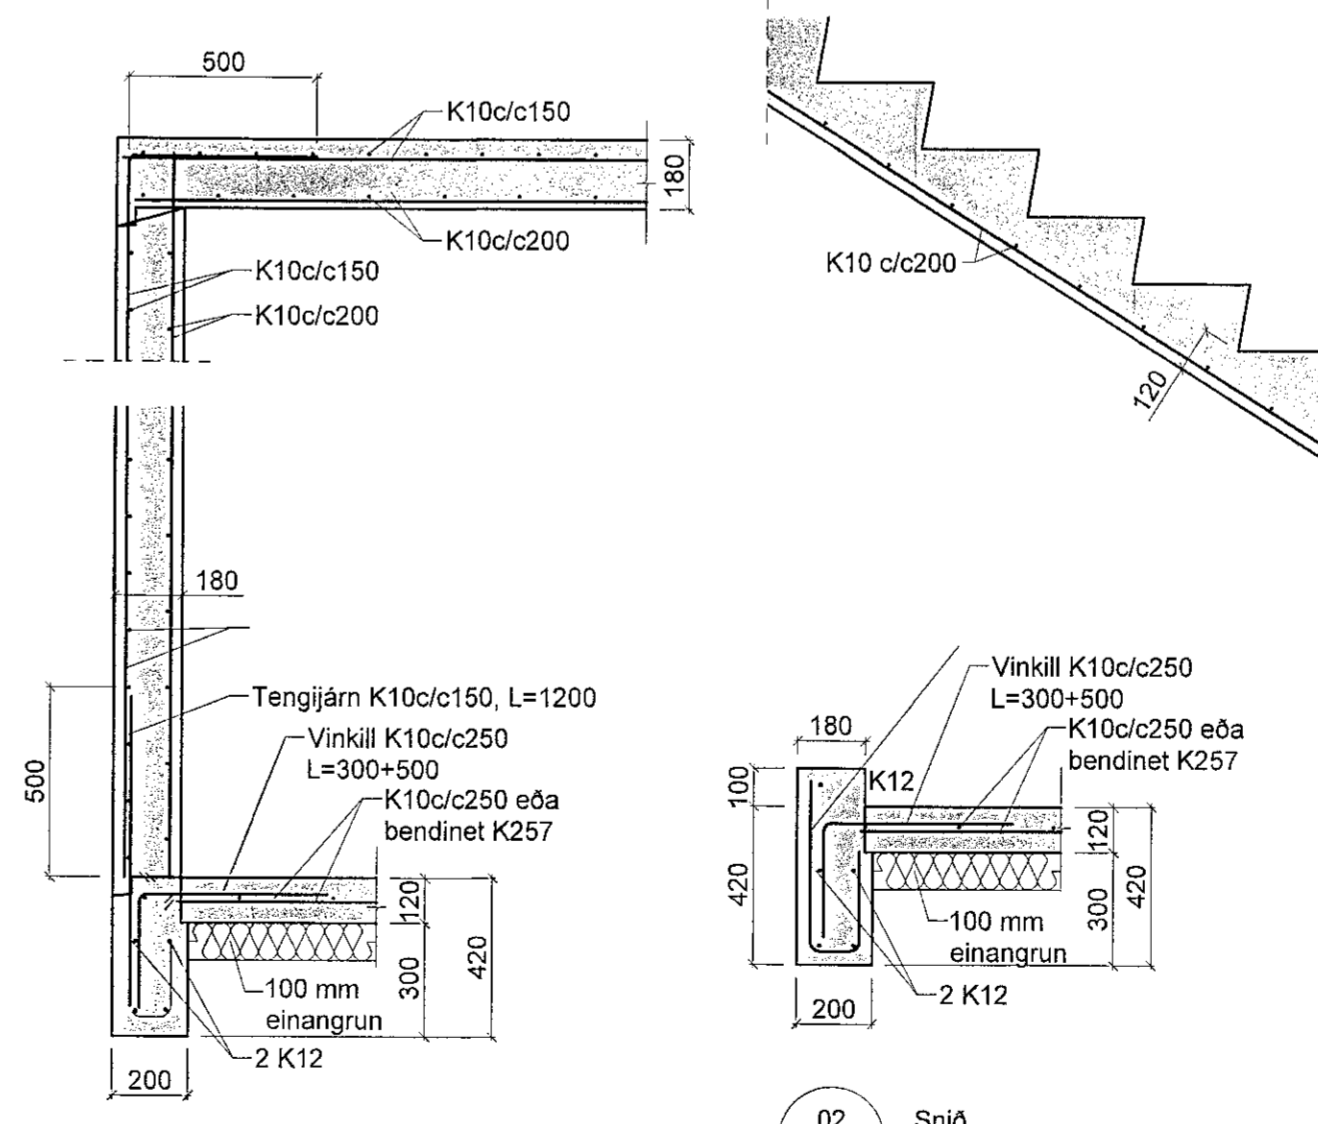 500
K10c/c150
180
K10c/c200
K10c/c150
K10c/c200
180
Tengijárn K10c/c150, L=1200
Vinkill K10c/c250
L=300+500
500
K10c/c250 eða
bendinet K257
120
300
420
100 mm
einangrun
2 K12
200
K10 c/c200
120
Vinkill K10c/c250
L=300+500
K10c/c250 eða
bendinet K257
180
K12
100
420
120
300
420
100 mm
einangrun
2 K12
200
02
Snið